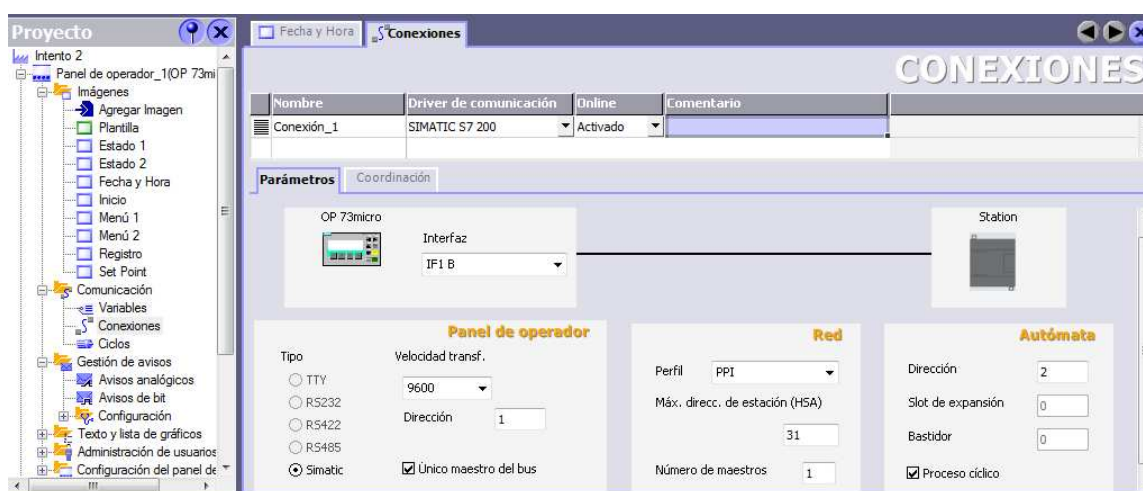 Proyecto
Intento 2
Panel de operador_1(OP 73mi
Imágenes
Agregar Imagen
Plantilla
Estado 1
Estado 2
Fecha y Hora
Inicio
Menú 1
Menú 2
Registro
Set Point
Comunicación
Variables
Conexiones
Ciclos
Gestión de avisos
Avisos analógicos
Avisos de bit
Configuración
Texto y lista de gráficos
Administración de usuarios
Configuración del panel de
Fecha y Hora Conexiones
CONEXIONES
Nombre Driver de comunicación Online Comentario
Conexión_1 SIMATIC S7 200 Activado
Parámetros Coordinación
OP 73micro
Interfaz
IF1 B
Station
Panel de operador
Tipo Velocidad transf.
TTY 9600
RS232
RS422 Dirección 1
RS485
Simatic Único maestro del bus
Red
Perfil PPI
Máx. direcc. de estación (HSA)
31
Número de maestros 1
Autómata
Dirección 2
Slot de expansión 0
Bastidor 0
Proceso cíclico